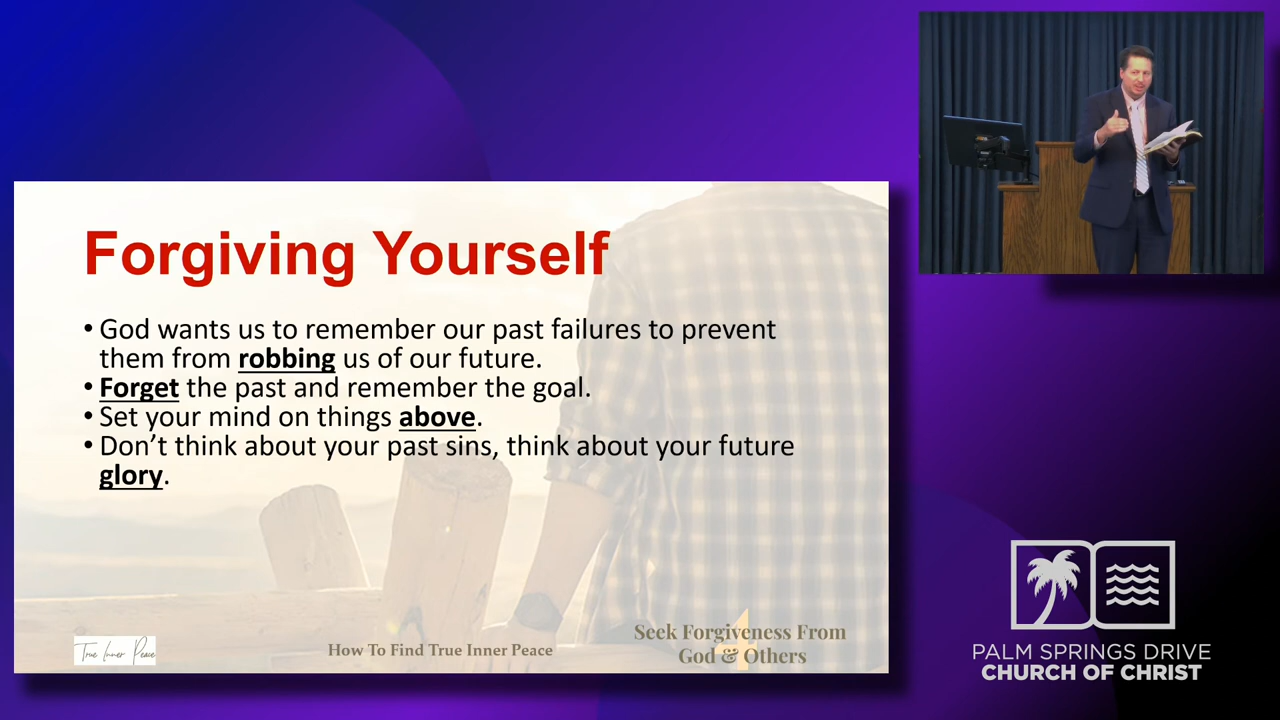 Forgiving Yourself
• God wants us to remember our past failures to prevent
them from robbing us of our future.
• Forget the past and remember the goal.
• Set your mind on things above.
• Don’t think about your past sins, think about your future
glory.
True Inner Peace
How To Find True Inner Peace
4
Seek Forgiveness From
God & Others
PALM SPRINGS DRIVE
CHURCH OF CHRIST